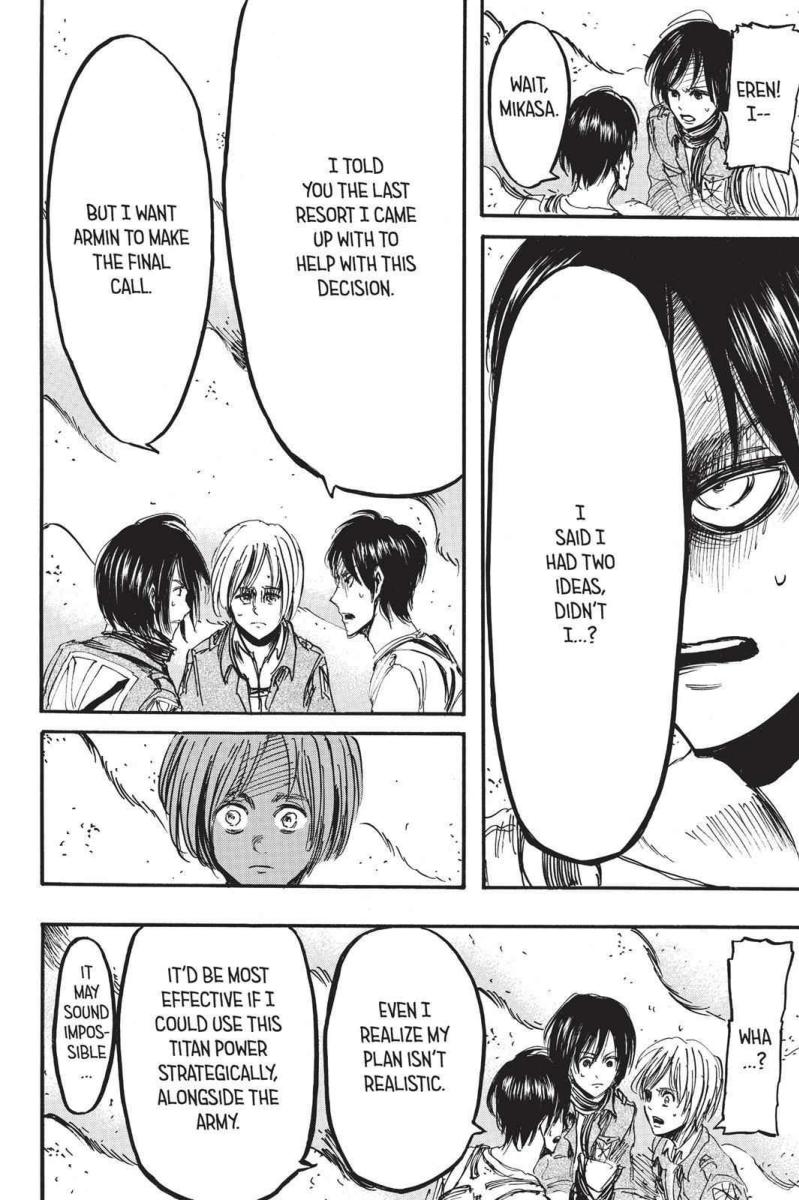 EREN!
I--
WAIT,
MIKASA.
I
SAID I
HAD TWO
IDEAS,
DIDN'T
I...?
I TOLD
YOU THE LAST
RESORT I CAME
UP WITH TO
HELP WITH THIS
DECISION.
BUT I WANT
ARMIN TO MAKE
THE FINAL
CALL.
WHA
...?
EVEN I
REALIZE MY
PLAN ISN'T
REALISTIC.
IT'D BE MOST
EFFECTIVE IF I
COULD USE THIS
TITAN POWER
STRATEGICALLY,
ALONGSIDE THE
ARMY.
IT
MAY
SOUND
IMPOS-
SIBLE
...